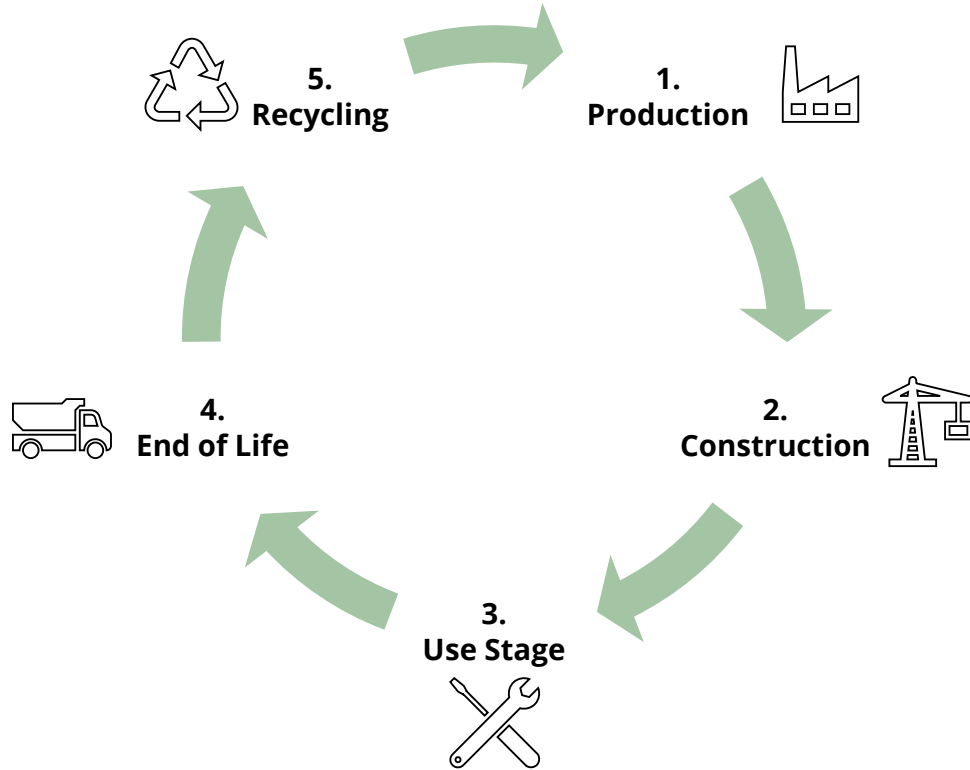 1.
Production
2.
Construction
3.
Use Stage
4.
End of Life
5.
Recycling